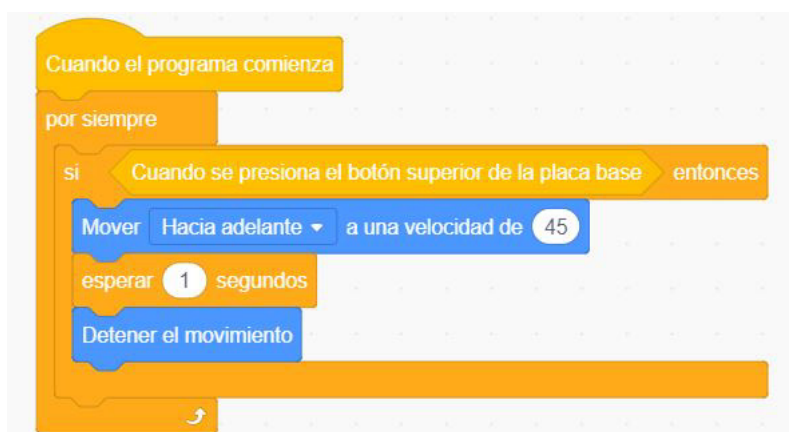 Cuando el programa comienza
por siempre
si Cuando se presiona el botón superior de la placa base entonces
Mover Hacia adelante a una velocidad de 45
esperar 1 segundos
Detener el movimiento